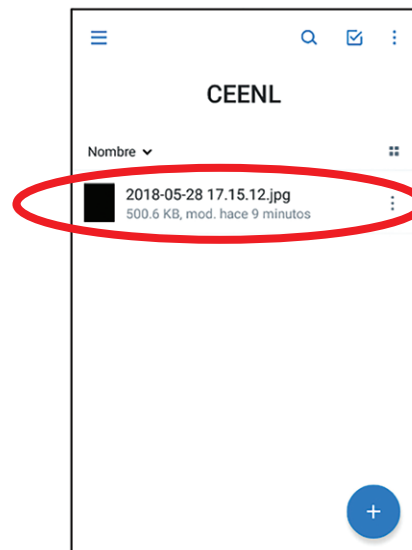 CEENL
Nombre
2018-05-28 17.15.12.jpg
500.6 KB, mod. hace 9 minutos